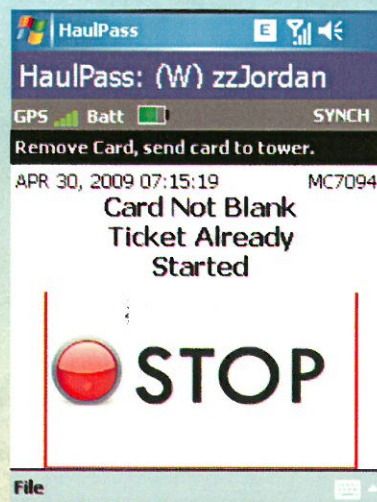 HaulPass
E
HaulPass: (W) zzJordan
GPS Batt SYNCH
Remove Card, send card to tower.
APR 30, 2009 07:15:19 MC7094
Card Not Blank
Ticket Already
Started
STOP
File